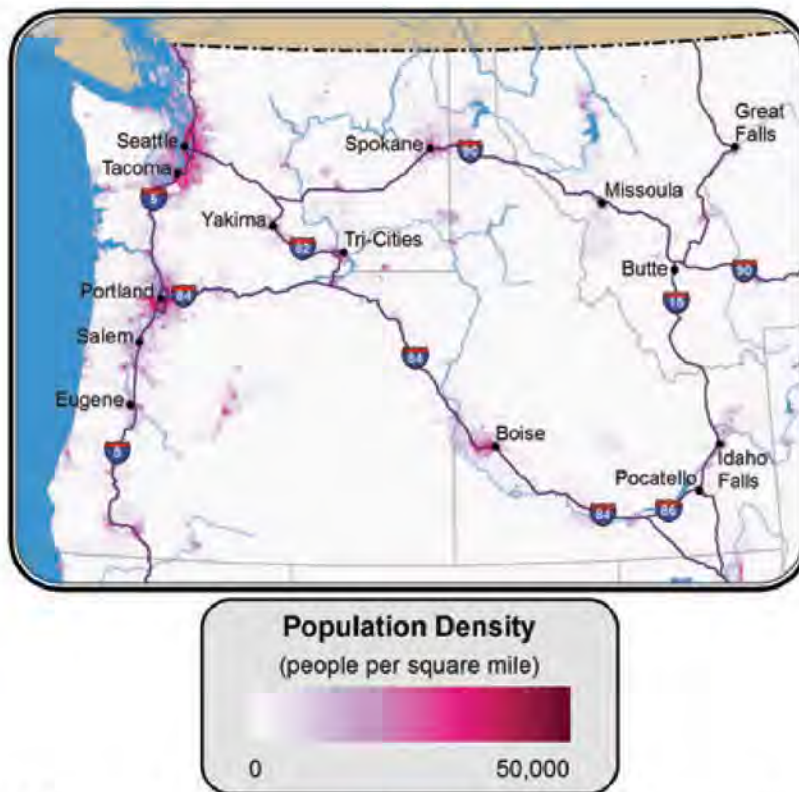 Great
Falls
Seattle
Spokane
90
Tacoma
Missoula
5
Yakima
82
Tri-Cities
Butte
90
Portland
84
15
Salem
84
Eugene
Boise
5
Idaho
Falls
Pocatello
84
86
Population Density
(people per square mile)
0
50,000